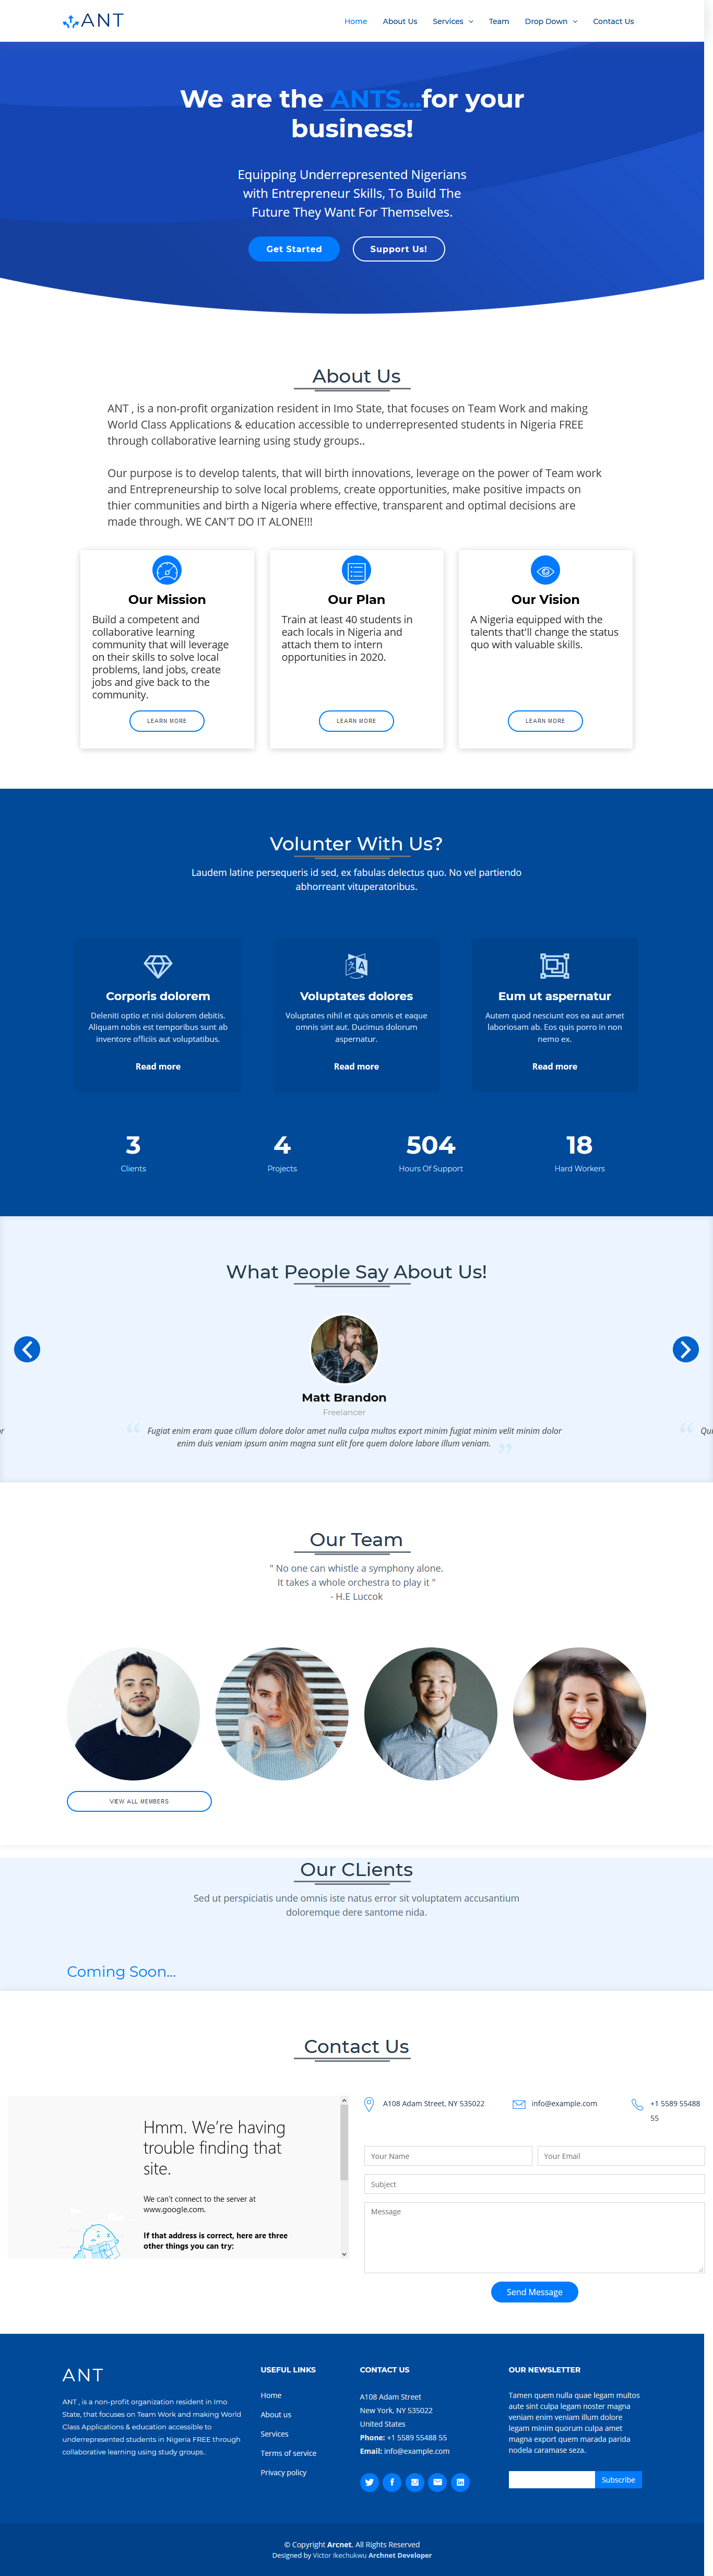 ANT
Home About Us Services Team Drop Down Contact Us
We are the ANTS...for your
business!
Equipping Underrepresented Nigerians
with Entrepreneur Skills, To Build The
Future They Want For Themselves.
Get Started Support Us!
About Us
ANT , is a non-profit organization resident in Imo State, that focuses on Team Work and making
World Class Applications & education accessible to underrepresented students in Nigeria FREE
through collaborative learning using study groups..
Our purpose is to develop talents, that will birth innovations, leverage on the power of Team work
and Entrepreneurship to solve local problems, create opportunities, make positive impacts on
thier communities and birth a Nigeria where effective, transparent and optimal decisions are
made through. WE CAN'T DO IT ALONE!!!
Our Mission
Build a competent and
collaborative learning
community that will leverage
on their skills to solve local
problems, land jobs, create
jobs and give back to the
community.
LEARN MORE
Our Plan
Train at least 40 students in
each locals in Nigeria and
attach them to intern
opportunities in 2020.
LEARN MORE
Our Vision
A Nigeria equipped with the
talents that'll change the status
quo with valuable skills.
LEARN MORE
Volunter With Us?
Laudem latine persequeris id sed, ex fabulas delectus quo. No vel partiendo
abhorreant vituperatoribus.
Corporis dolorem
Deleniti optio et nisi dolorem debitis.
Aliquam nobis est temporibus sunt ab
inventore officiis aut voluptatibus.
Read more
Voluptates dolores
Voluptates nihil et quis omnis et eaque
omnis sint aut. Ducimus dolorum
aspernatur.
Read more
Eum ut aspernatur
Autem quod nesciunt eos ea aut amet
laboriosam ab. Eos quis porro in non
nemo ex.
Read more
3 4 504 18
Clients Projects Hours Of Support Hard Workers
What People Say About Us!
Matt Brandon
Freelancer
or “ Fugiat enim eram quae cillum dolore dolor amet nulla culpa multos export minim fugiat minim velit minim dolor “ Qui
enim duis veniam ipsum anim magna sunt elit fore quem dolore labore illum veniam. ”
Our Team
" No one can whistle a symphony alone.
It takes a whole orchestra to play it "
- H.E Luccok
VIEW ALL MEMBERS
Our CLients
Sed ut perspiciatis unde omnis iste natus error sit voluptatem accusantium
doloremque dere santome nida.
Coming Soon...
Contact Us
Hmm. We're having
trouble finding that
site.
We can't connect to the server at
www.google.com.
If that address is correct, here are three
other things you can try:
A108 Adam Street, NY 535022
info@example.com
+1 5589 55488
55
Your Name Your Email
Subject
Message
Send Message
ANT
ANT , is a non-profit organization resident in Imo
State, that focuses on Team Work and making World
Class Applications & education accessible to
underrepresented students in Nigeria FREE through
collaborative learning using study groups..
USEFUL LINKS
Home
About us
Services
Terms of service
Privacy policy
CONTACT US
A108 Adam Street
New York, NY 535022
United States
Phone: +1 5589 55488 55
Email: info@example.com
OUR NEWSLETTER
Tamen quem nulla quae legam multos
aute sint culpa legam noster magna
veniam enim veniam illum dolore
legam minim quorum culpa amet
magna export quem marada parida
nodela caramase seza.
Subscribe
© Copyright Arcnet. All Rights Reserved
Designed by Victor Ikechukwu Archnet Developer